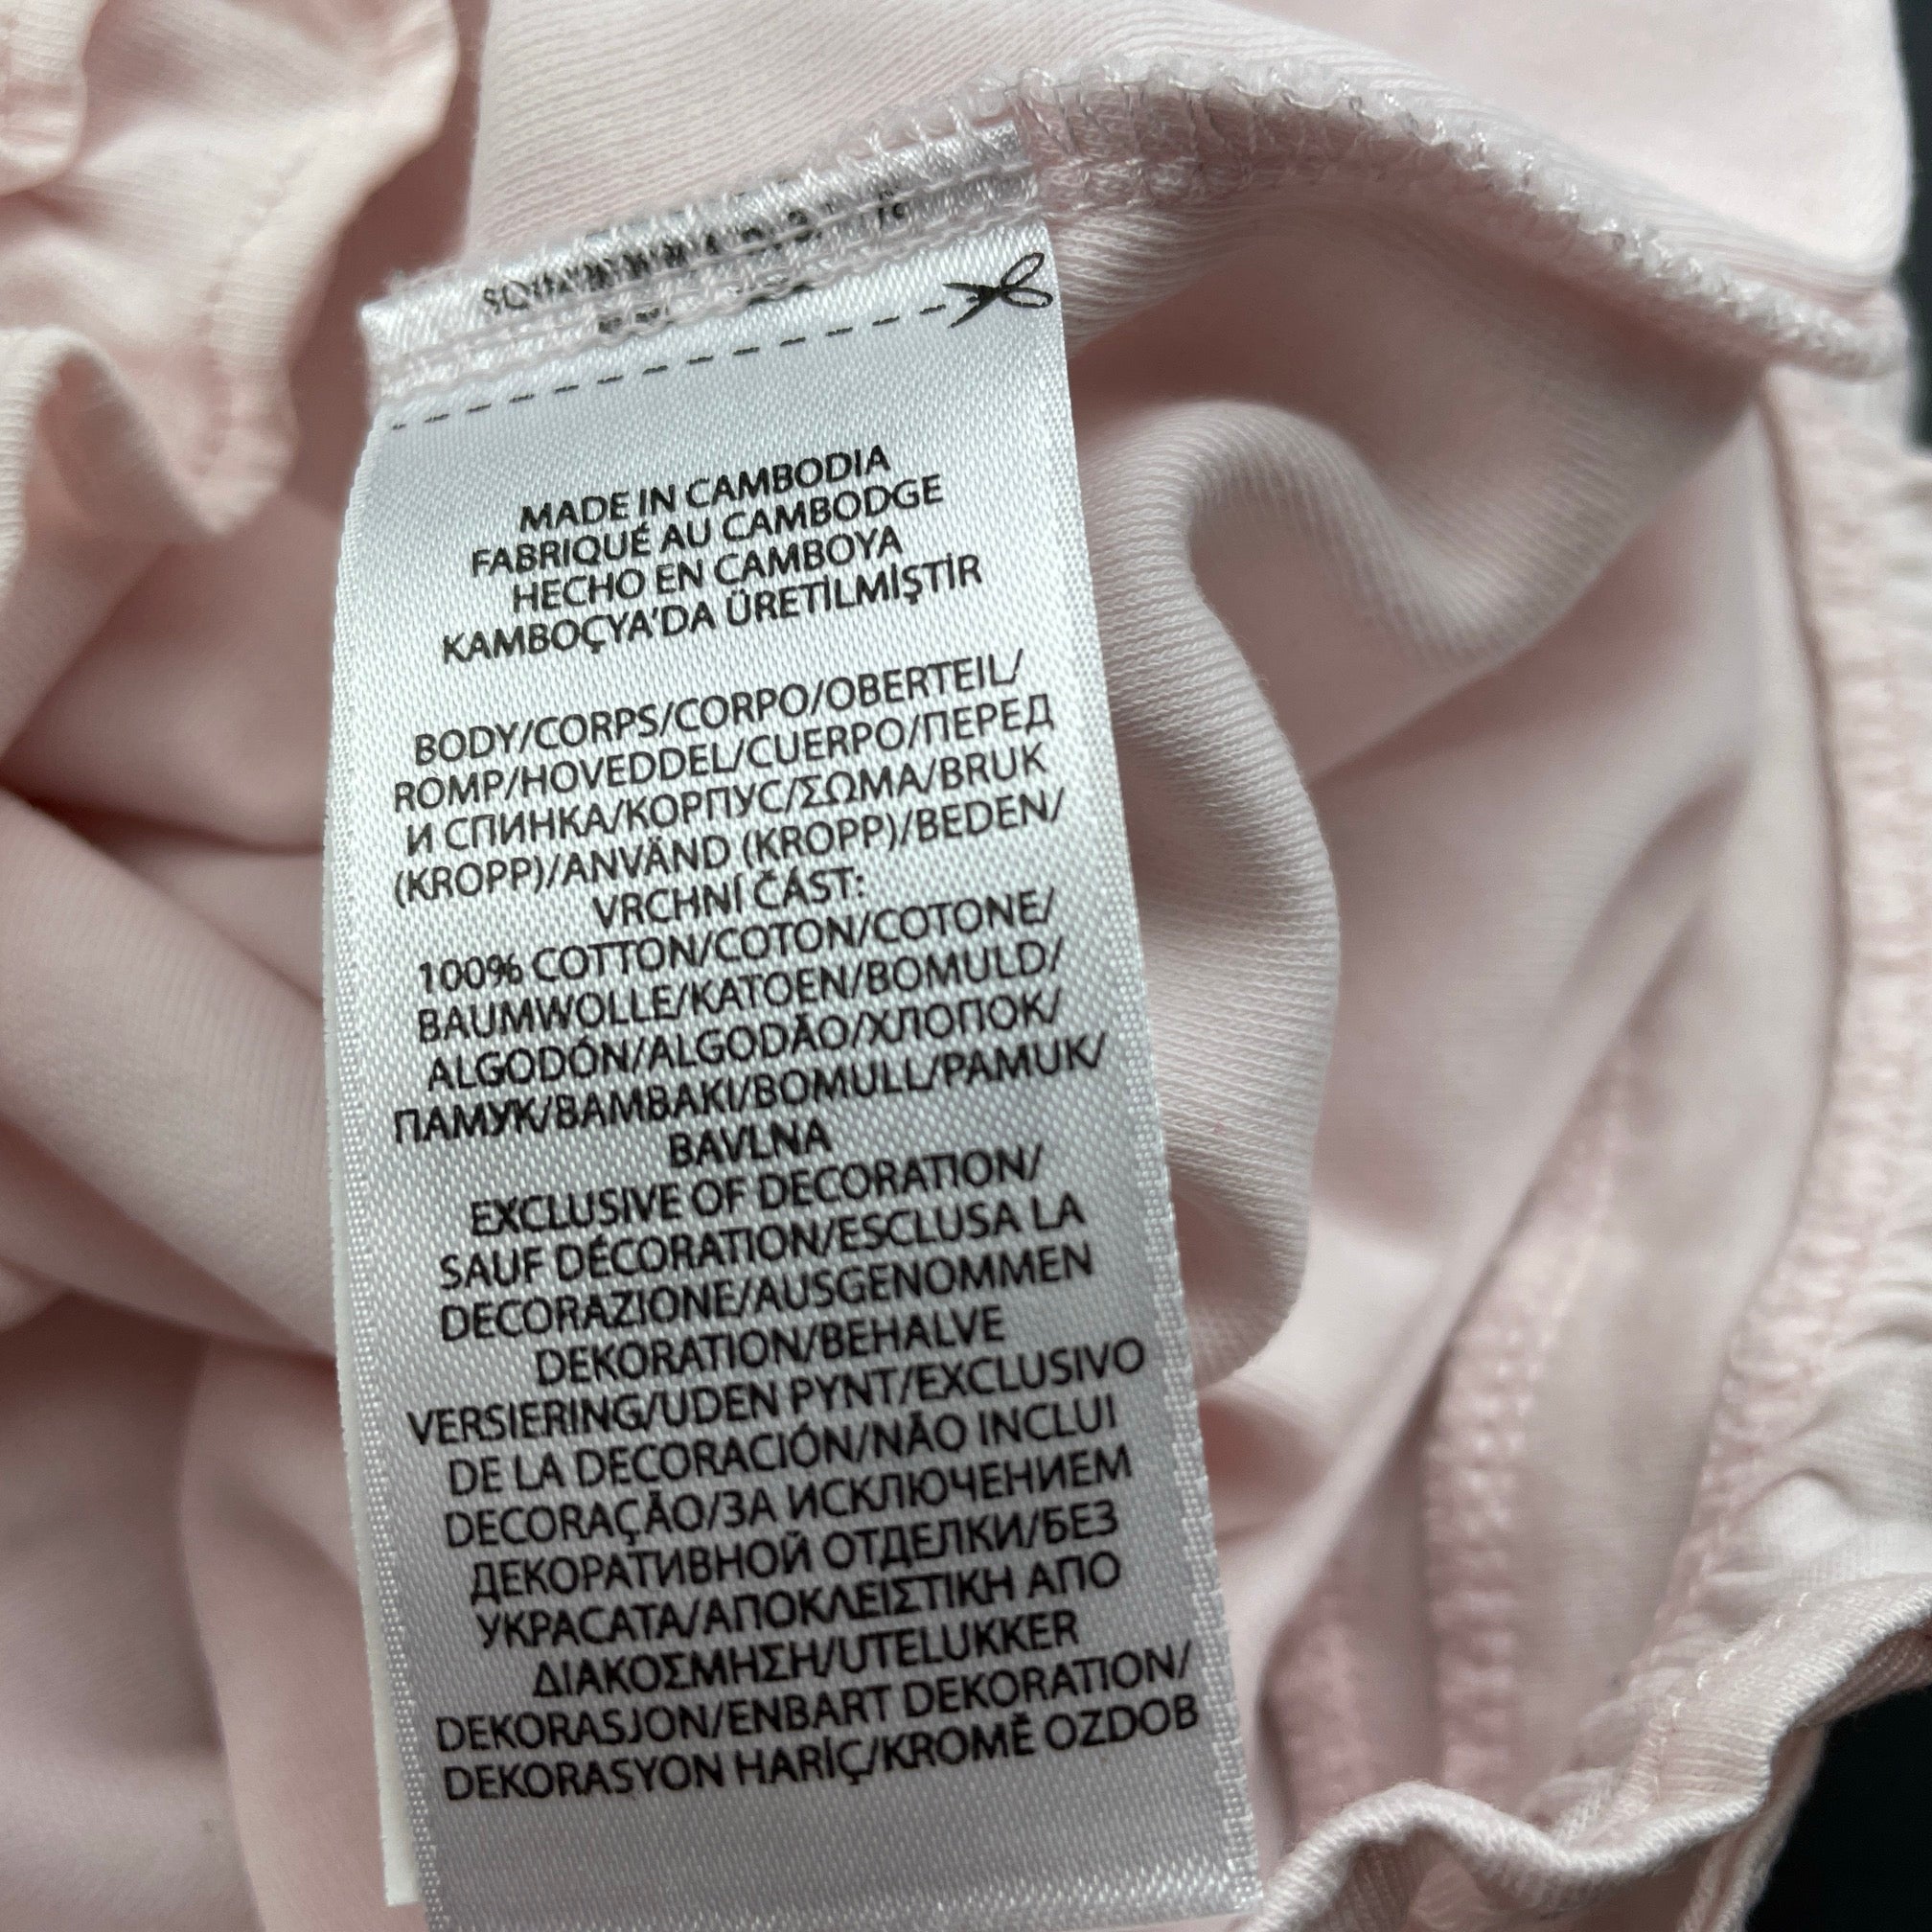 MADE IN CAMBODIA
FABRIQUÉ AU CAMBODGE
HECHO EN CAMBOYA
KAMBOÇYA'DA ÜRETİLMİŞTİR
BODY/CORPS/CORPO/OBERTEIL/
ROMP/HOVEDDEL/CUERPO/ПЕРЕД
И СПИНКА/КОРПУС/ΣΩΜΑ/BRUK
(KROPP)/ANVÄND (KROPP)/BEDEN/
VRCHNÍ ČÁST:
100% COTTON/COTON/COTONE/
BAUMWOLLE/KATOEN/BOMULD/
ALGODÓN/ALGODÃO/ХЛОПОК/
ПАМУК/ΒΑΜΒΑΚΙ/BOMULL/PAMUK/
BAVLNA
EXCLUSIVE OF DECORATION/
SAUF DÉCORATION/ESCLUSA LA
DECORAZIONE/AUSGENOMMEN
DEKORATION/BEHALVE
VERSIERING/UDEN PYNT/EXCLUSIVO
DE LA DECORACIÓN/NÃO INCLUI
DECORAÇÃO/ЗА ИСКЛЮЧЕНИЕМ
ДЕКОРАТИВНОЙ ОТДЕЛКИ/БЕЗ
УКРАСАТА/ΑΠΟΚΛΕΙΣΤΙΚΗ ΑΠΟ
ΔΙΑΚΟΣΜΗΣΗ/UTELUKKER
DEKORASJON/ENBART DEKORATION/
DEKORASYON HARİÇ/KROMĚ OZDOB